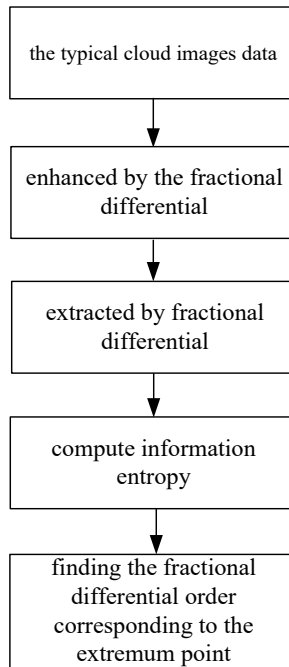 the typical cloud images data
enhanced by the fractional
differential
extracted by fractional
differential
compute information
entropy
finding the fractional
differential order
corresponding to the
extremum point